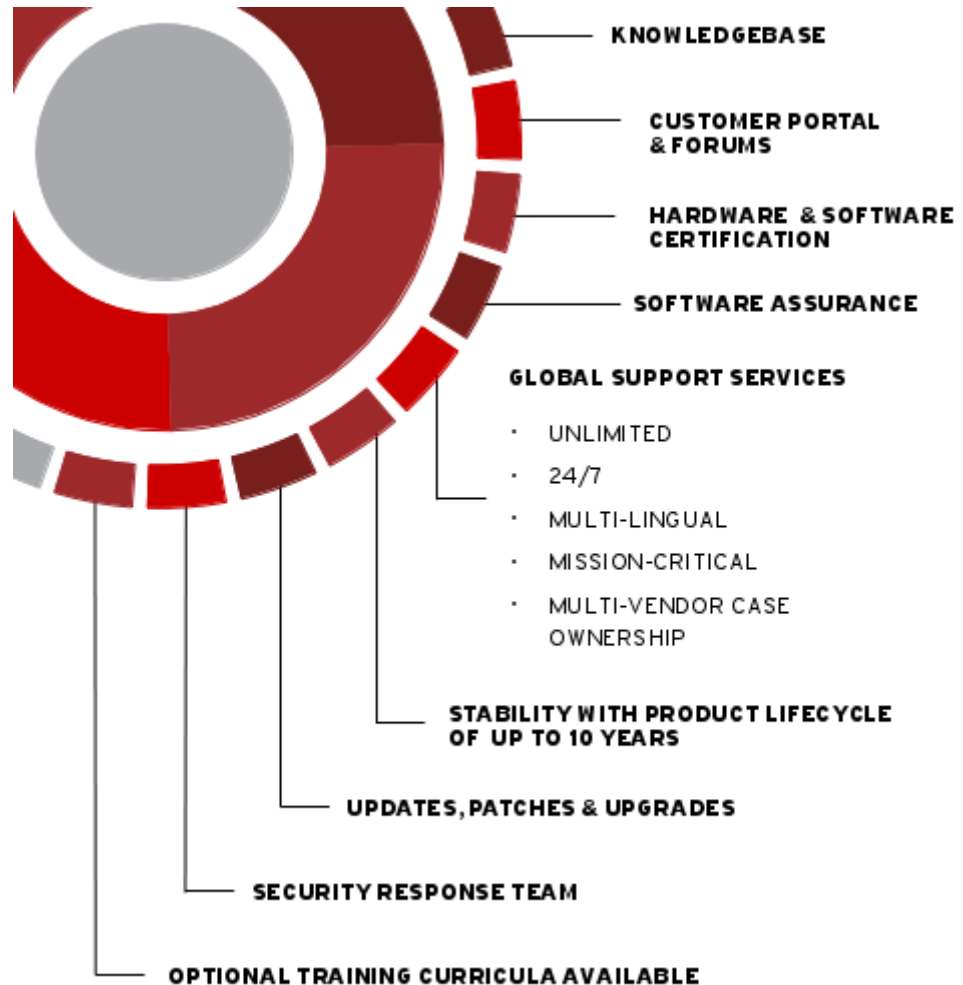 KNOWLEDGEBASE
CUSTOMER PORTAL
& FORUMS
HARDWARE & SOFTWARE
CERTIFICATION
SOFTWARE ASSURANCE
GLOBAL SUPPORT SERVICES
· UNLIMITED
· 24/7
· MULTI-LINGUAL
· MISSION-CRITICAL
· MULTI-VENDOR CASE
OWNERSHIP
STABILITY WITH PRODUCT LIFECYCLE
OF UP TO 10 YEARS
UPDATES, PATCHES & UPGRADES
SECURITY RESPONSE TEAM
OPTIONAL TRAINING CURRICULA AVAILABLE